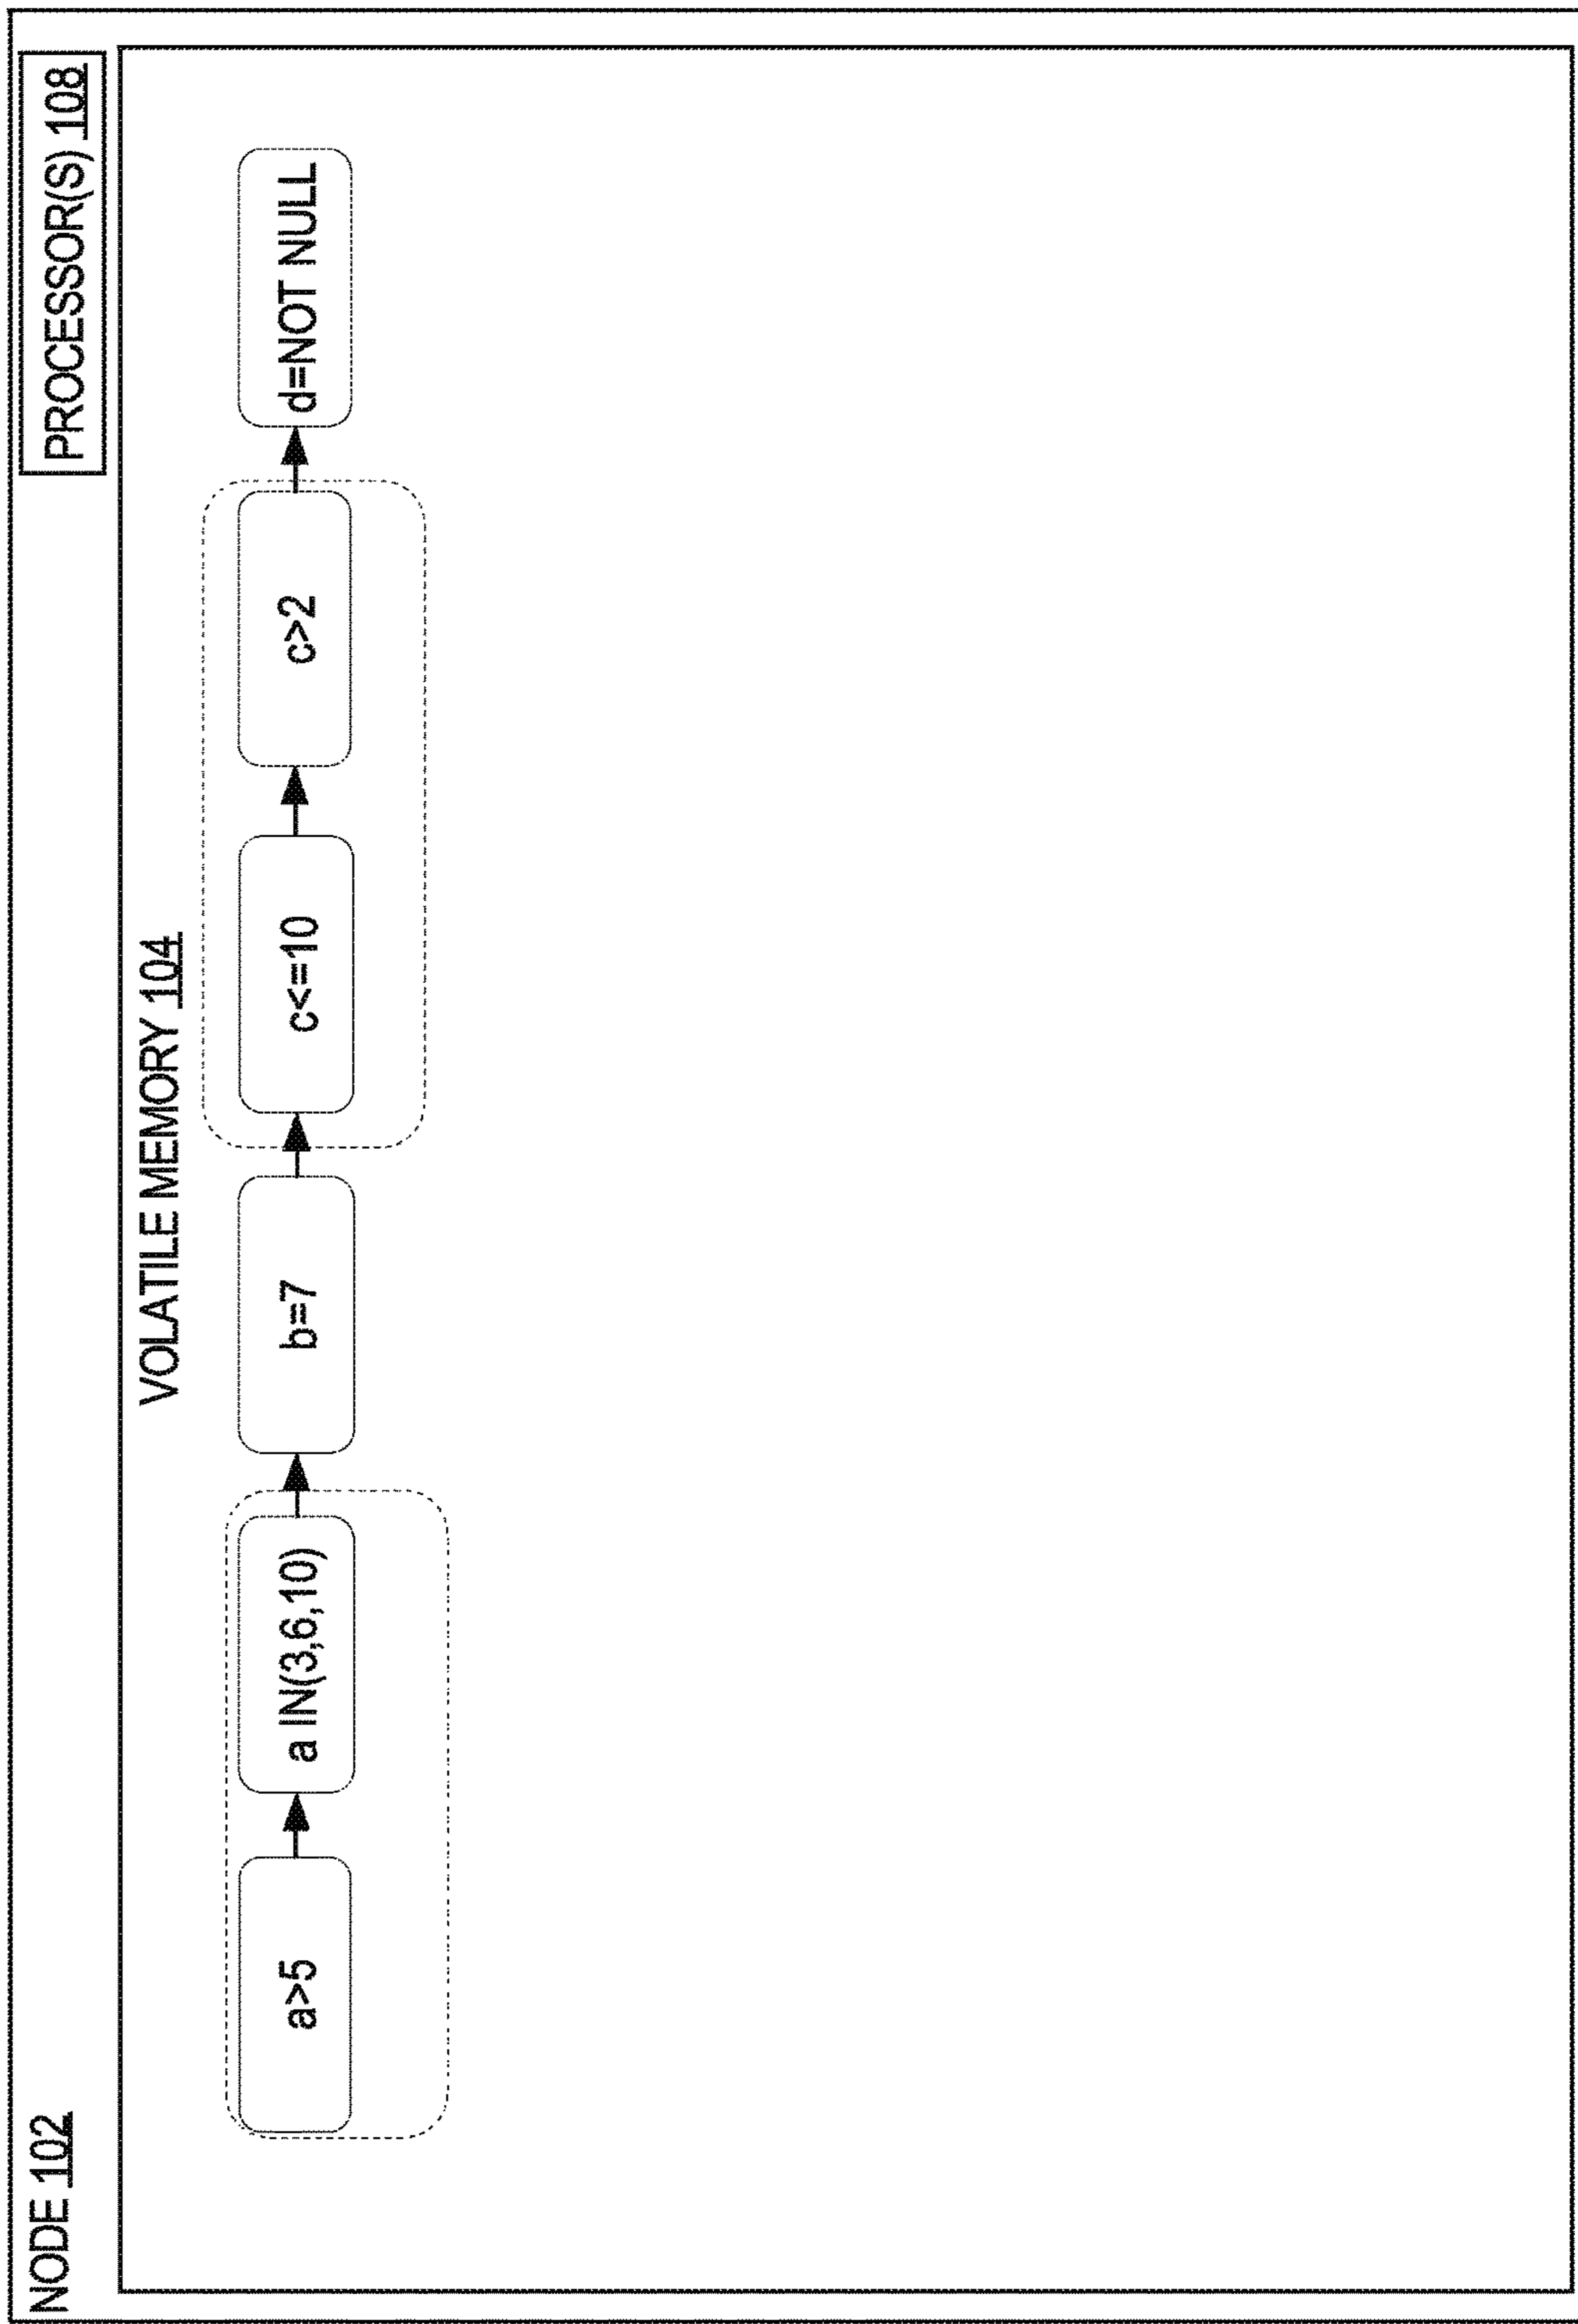 NODE 102
PROCESSOR(S) 108
VOLATILE MEMORY 104
a>5
a IN(3,6,10)
b=7
c<=10
c>2
d=NOT NULL